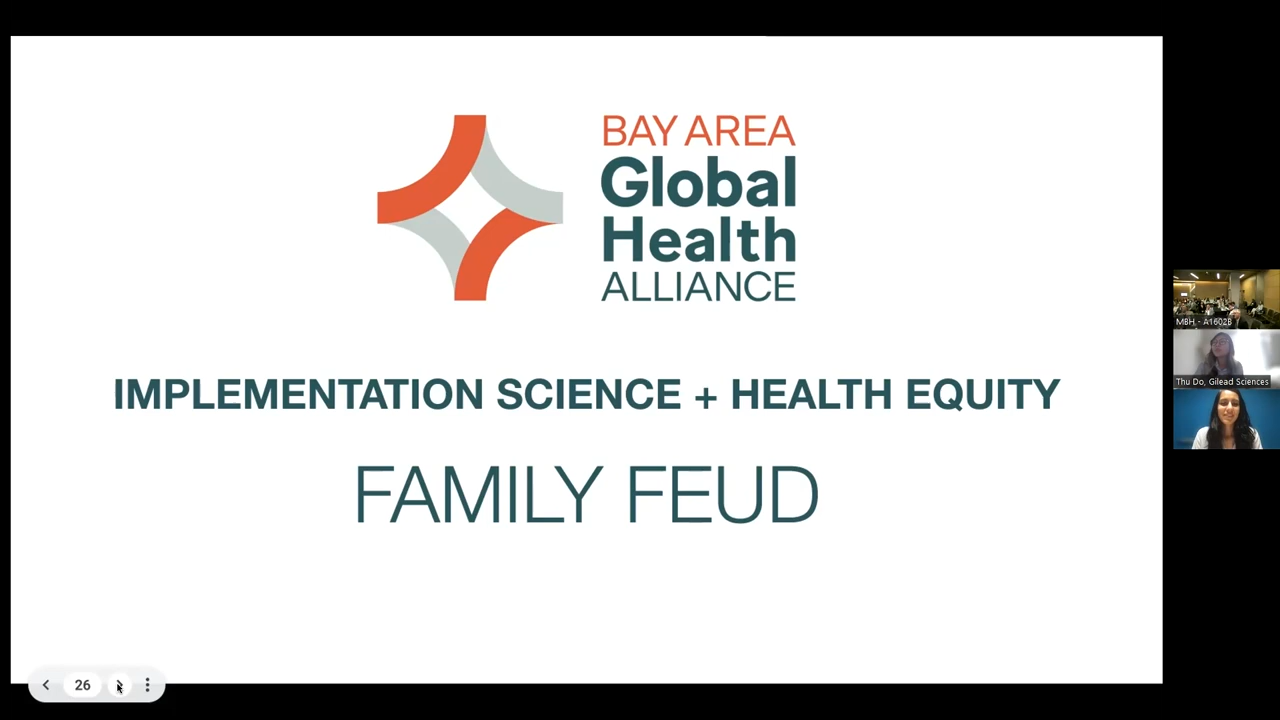 BAY AREA
Global
Health
ALLIANCE
IMPLEMENTATION SCIENCE + HEALTH EQUITY
FAMILY FEUD
MBH - A1602B
Thu Do, Gilead Sciences
26